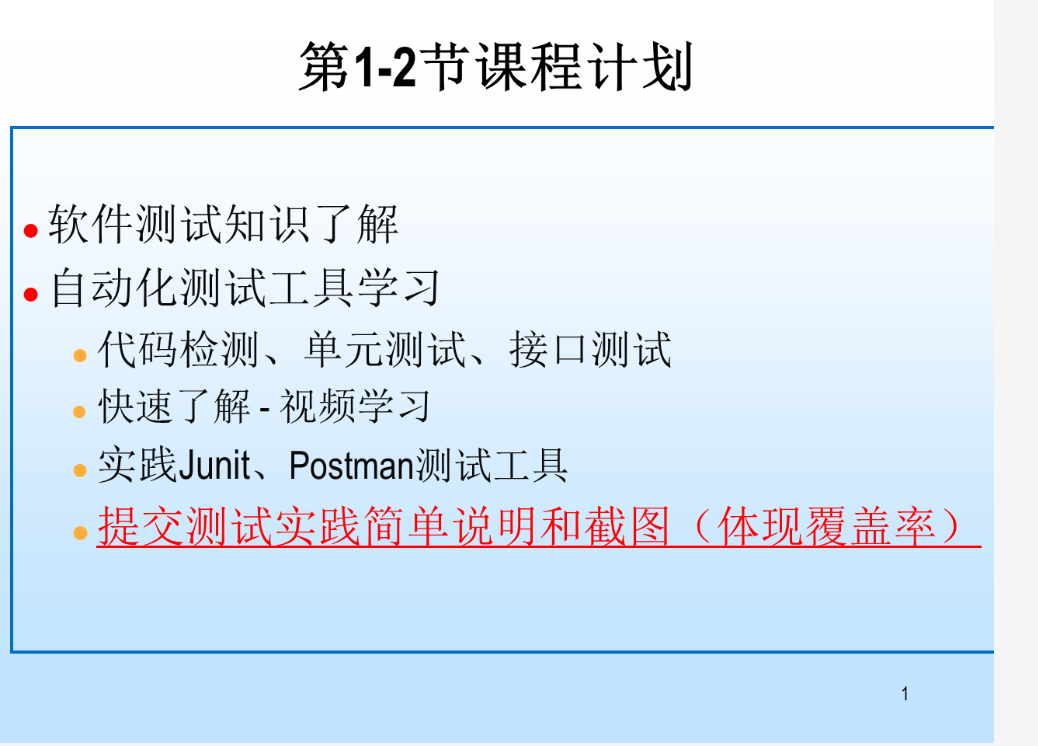 第1-2节课程计划
软件测试知识了解
自动化测试工具学习
代码检测、单元测试、接口测试
快速了解 - 视频学习
实践Junit、Postman测试工具
提交测试实践简单说明和截图（体现覆盖率）
1